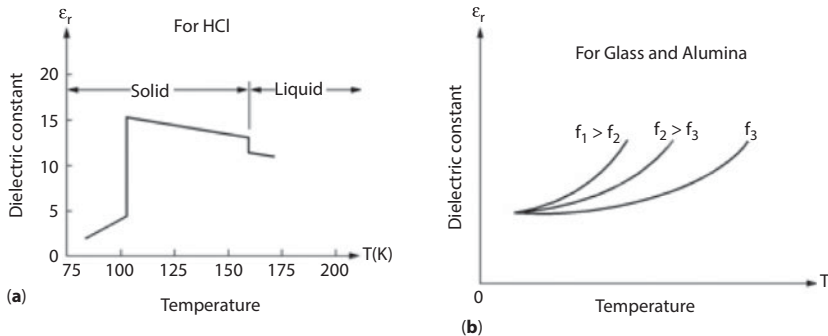 εr
For HCl
20
15
10
5
0
Dielectric constant
Solid
Liquid
75 100 125 150 175 200
T(K)
Temperature
(a)
εr
For Glass and Alumina
Dielectric constant
f1 > f2
f2 > f3
f3
0
T
Temperature
(b)